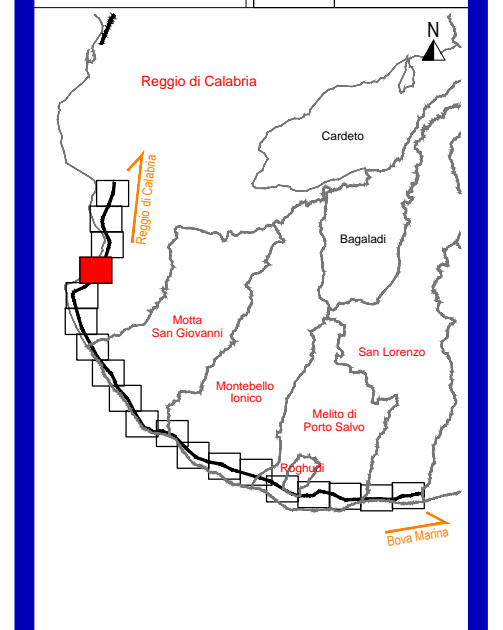 N
Reggio di Calabria
Cardeto
Reggio di Calabria
Bagaladi
Motta
San Giovanni
San Lorenzo
Montebello
Ionico
Melito di
Porto Salvo
Roghudi
Bova Marina